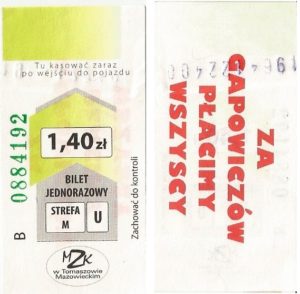 Tu kasować zaraz
po wejściu do pojazdu
B 0884192
1,40 zł
BILET
JEDNORAZOWY
STREFA
M
U
Zachować do kontroli
MZK
w Tomaszowie
Mazowieckim
ZA
GAPOWICZÓW
PŁACIMY
WSZYSCY